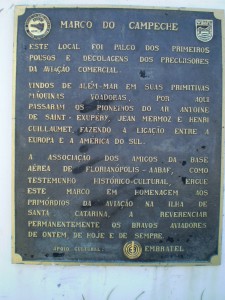 MARCO DO CAMPECHE
ESTE LOCAL FOI PALCO DOS PRIMEIROS
POUSOS E DECOLAGENS DOS PRECURSORES
DA AVIAÇÃO COMERCIAL.
VINDOS DE ALÉM-MAR EM SUAS PRIMITIVAS
MÁQUINAS VOADORAS, POR AQUI
PASSARAM OS PIONEIROS DO AR ANTOINE
DE SAINT-EXUPÉRY, JEAN MERMOZ E HENRI
GUILLAUMET, FAZENDO A LIGAÇÃO ENTRE A
EUROPA E A AMÉRICA DO SUL.
A ASSOCIAÇÃO DOS AMIGOS DA BASE
AÉREA DE FLORIANÓPOLIS-AABAF, COMO
TESTEMUNHO HISTÓRICO-CULTURAL, ERGUE
ESTE MARCO EM HOMENAGEM AOS
PRIMÓRDIOS DA AVIAÇÃO NA ILHA DE
SANTA CATARINA, A REVERENCIAR
PERMANENTEMENTE OS BRAVOS AVIADORES
DE ONTEM, DE HOJE E DE SEMPRE.
APOIO CULTURAL: EMBRATEL